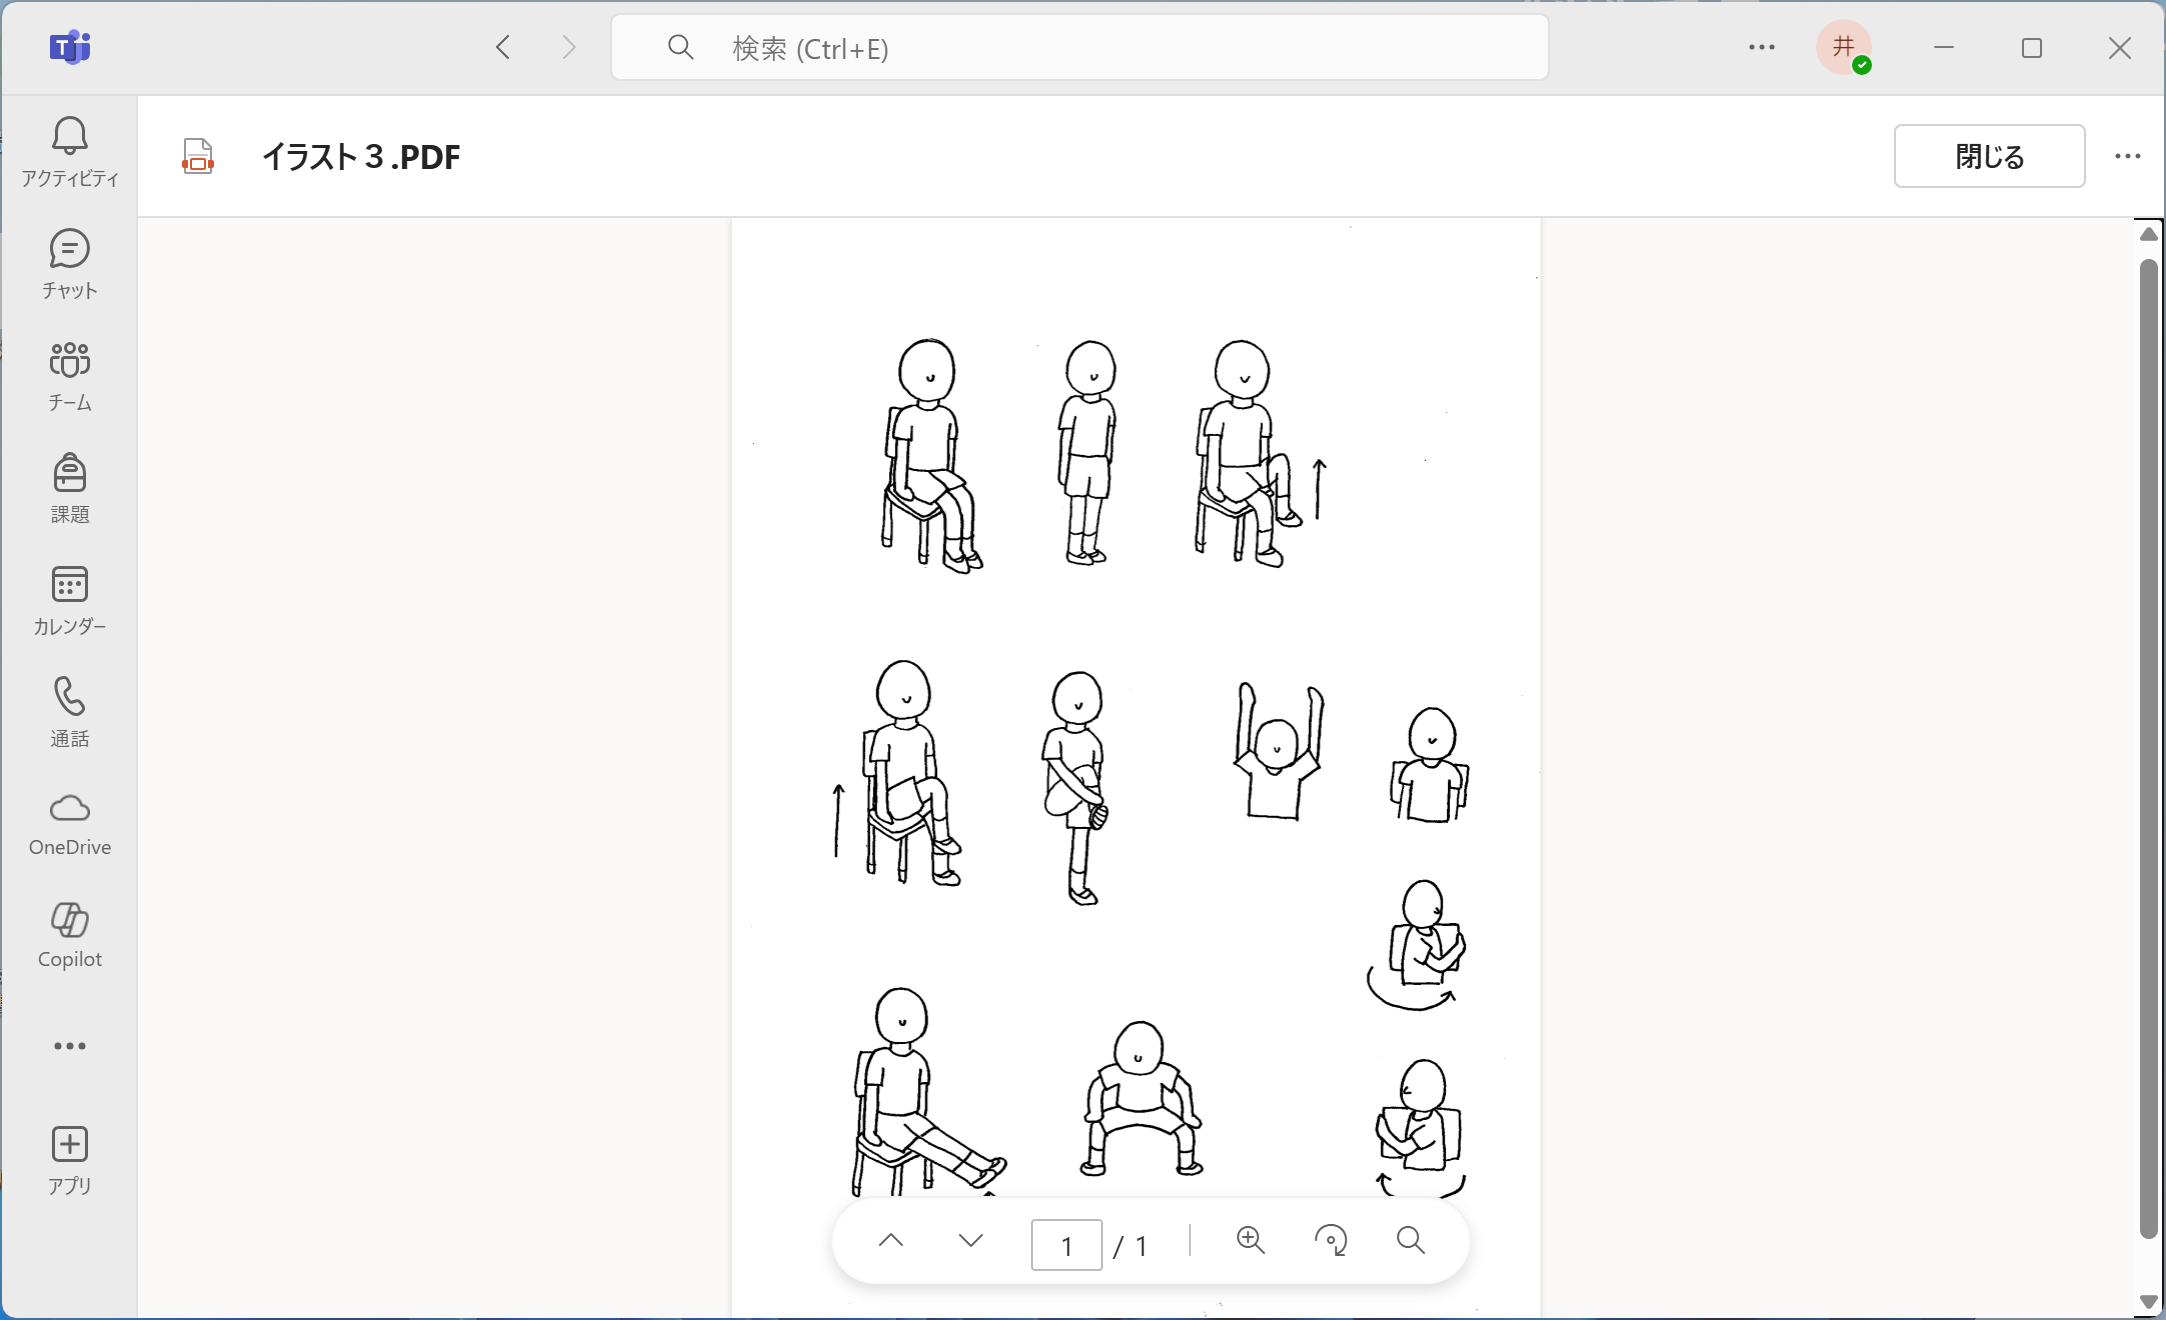 T
検索 (Ctrl+E)
井
アクティビティ
チャット
チーム
課題
カレンダー
通話
OneDrive
Copilot
アプリ
イラスト３.PDF
閉じる
1 / 1